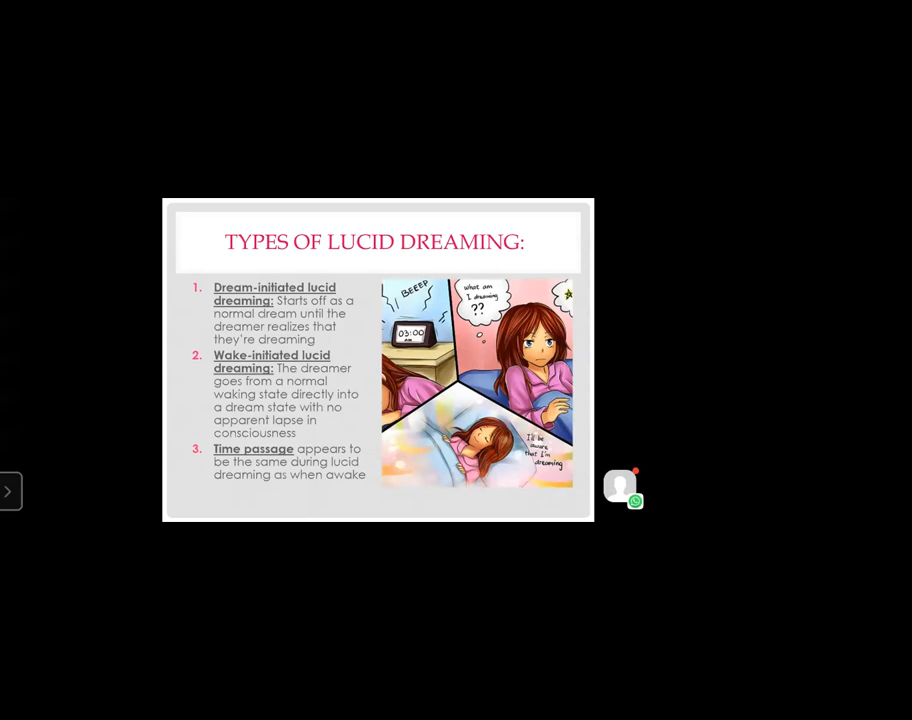 TYPES OF LUCID DREAMING:
1. Dream-initiated lucid
dreaming: Starts off as a
normal dream until the
dreamer realizes that
they're dreaming
2. Wake-initiated lucid
dreaming: The dreamer
goes from a normal
waking state directly into
a dream state with no
apparent lapse in
consciousness
3. Time passage appears to
be the same during lucid
dreaming as when awake
BEEEP
03:00
AM
what am
I dreaming
??
I'll be
aware
that I'm
dreaming